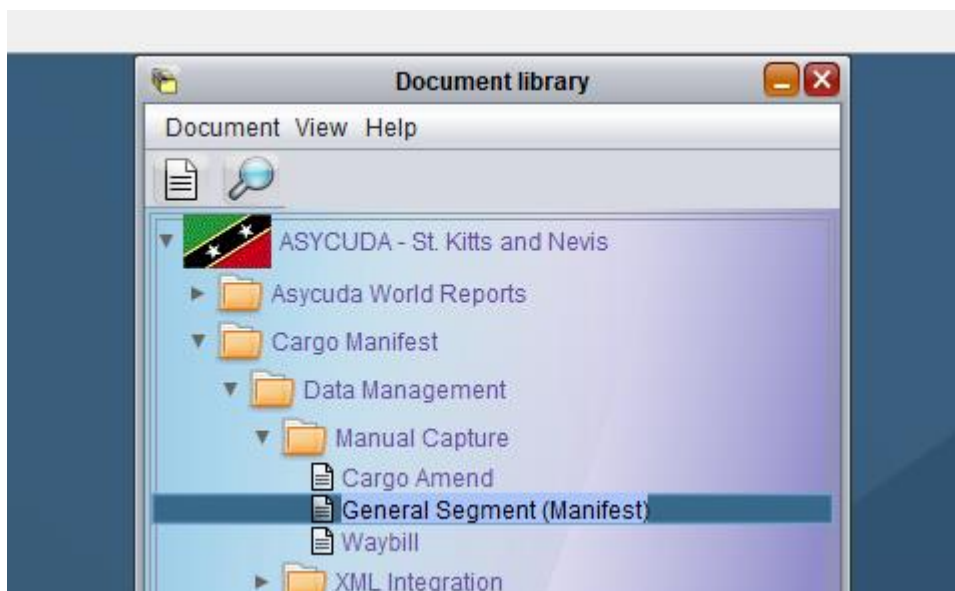 Document library
Document View Help
ASYCUDA - St. Kitts and Nevis
Asycuda World Reports
Cargo Manifest
Data Management
Manual Capture
Cargo Amend
General Segment (Manifest)
Waybill
XML Integration